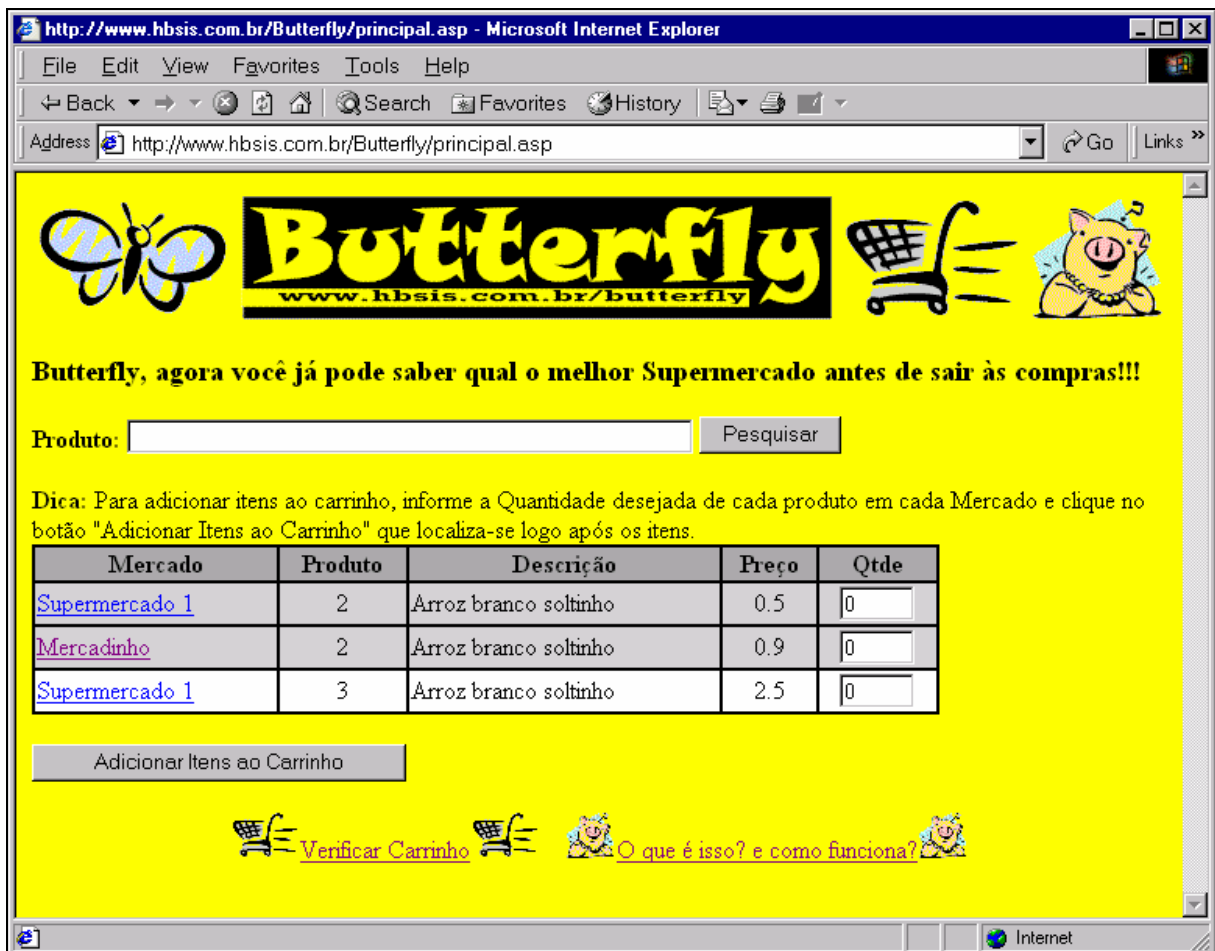 http://www.hbsis.com.br/Butterfly/principal.asp - Microsoft Internet Explorer
File Edit View Favorites Tools Help
Back Search Favorites History
Address http://www.hbsis.com.br/Butterfly/principal.asp Go Links »
Butterfly
www.hbsis.com.br/butterfly
Butterfly, agora você já pode saber qual o melhor Supermercado antes de sair às compras!!!
Produto: Pesquisar
Dica: Para adicionar itens ao carrinho, informe a Quantidade desejada de cada produto em cada Mercado e clique no
botão "Adicionar Itens ao Carrinho" que localiza-se logo após os itens.
Mercado Produto Descrição Preço Qtde
Supermercado 1 2 Arroz branco soltinho 0.5 0
Mercadinho 2 Arroz branco soltinho 0.9 0
Supermercado 1 3 Arroz branco soltinho 2.5 0
Adicionar Itens ao Carrinho
Verificar Carrinho O que é isso? e como funciona?
Internet